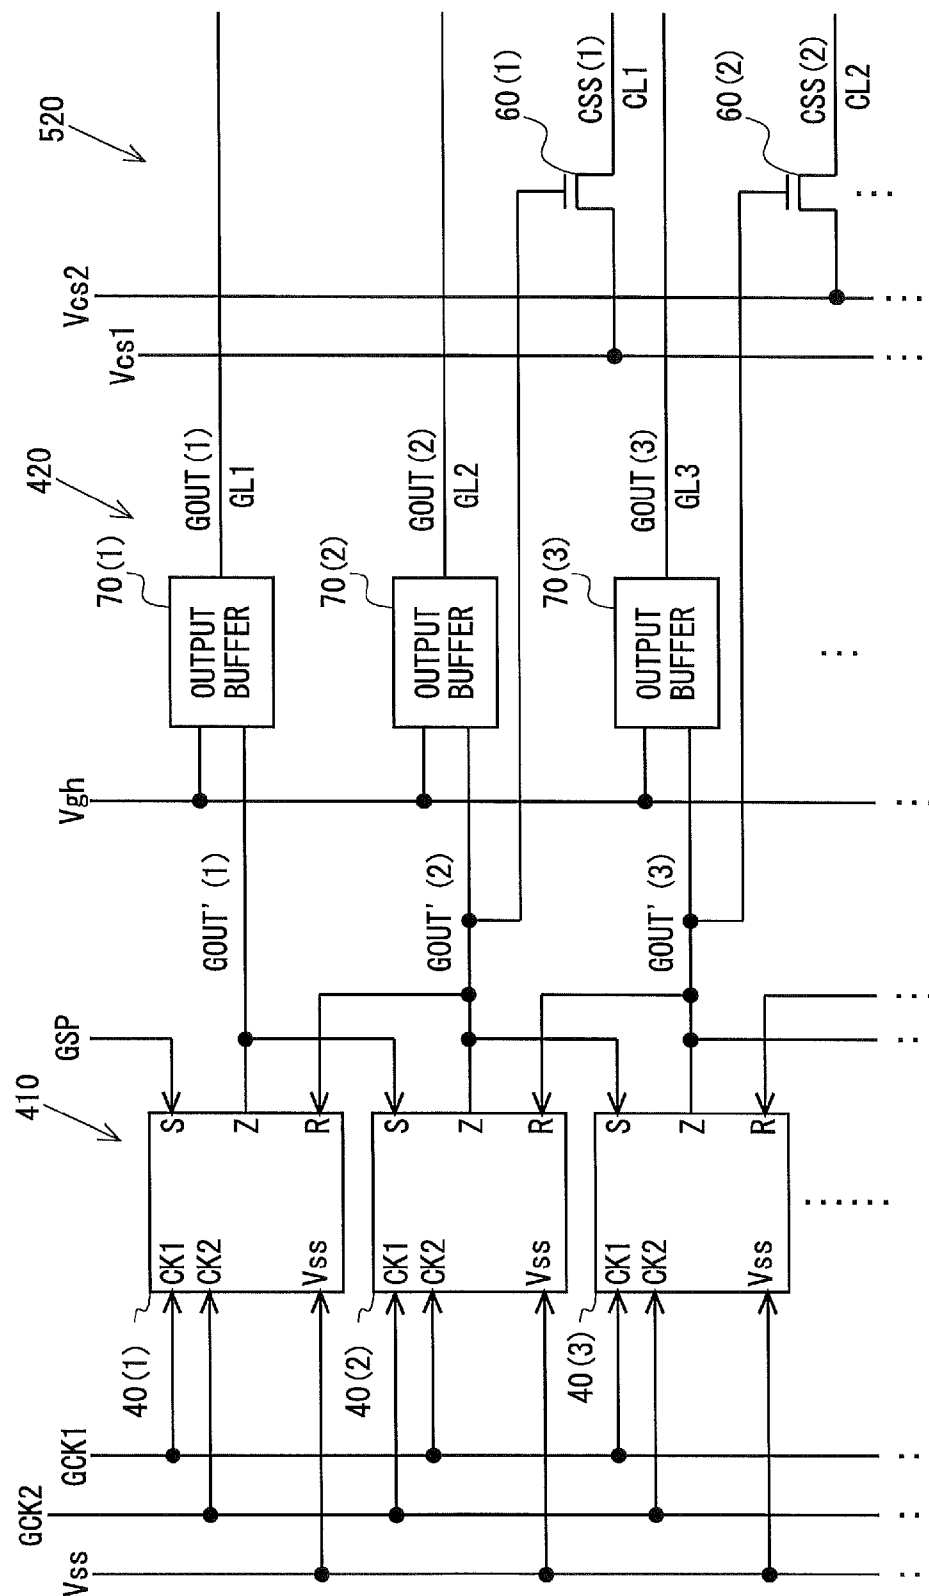 410
420
520
GSP
Vgh
Vcs1
Vcs2
GCK2
GCK1
Vss
40(1)
CK1
CK2
Vss
S
Z
R
GOUT' (1)
70(1)
OUTPUT
BUFFER
GOUT (1)
GL1
40(2)
CK1
CK2
Vss
S
Z
R
GOUT' (2)
70(2)
OUTPUT
BUFFER
GOUT (2)
GL2
60(1)
CSS(1)
CL1
40(3)
CK1
CK2
Vss
S
Z
R
GOUT' (3)
70(3)
OUTPUT
BUFFER
GOUT (3)
GL3
60(2)
CSS(2)
CL2